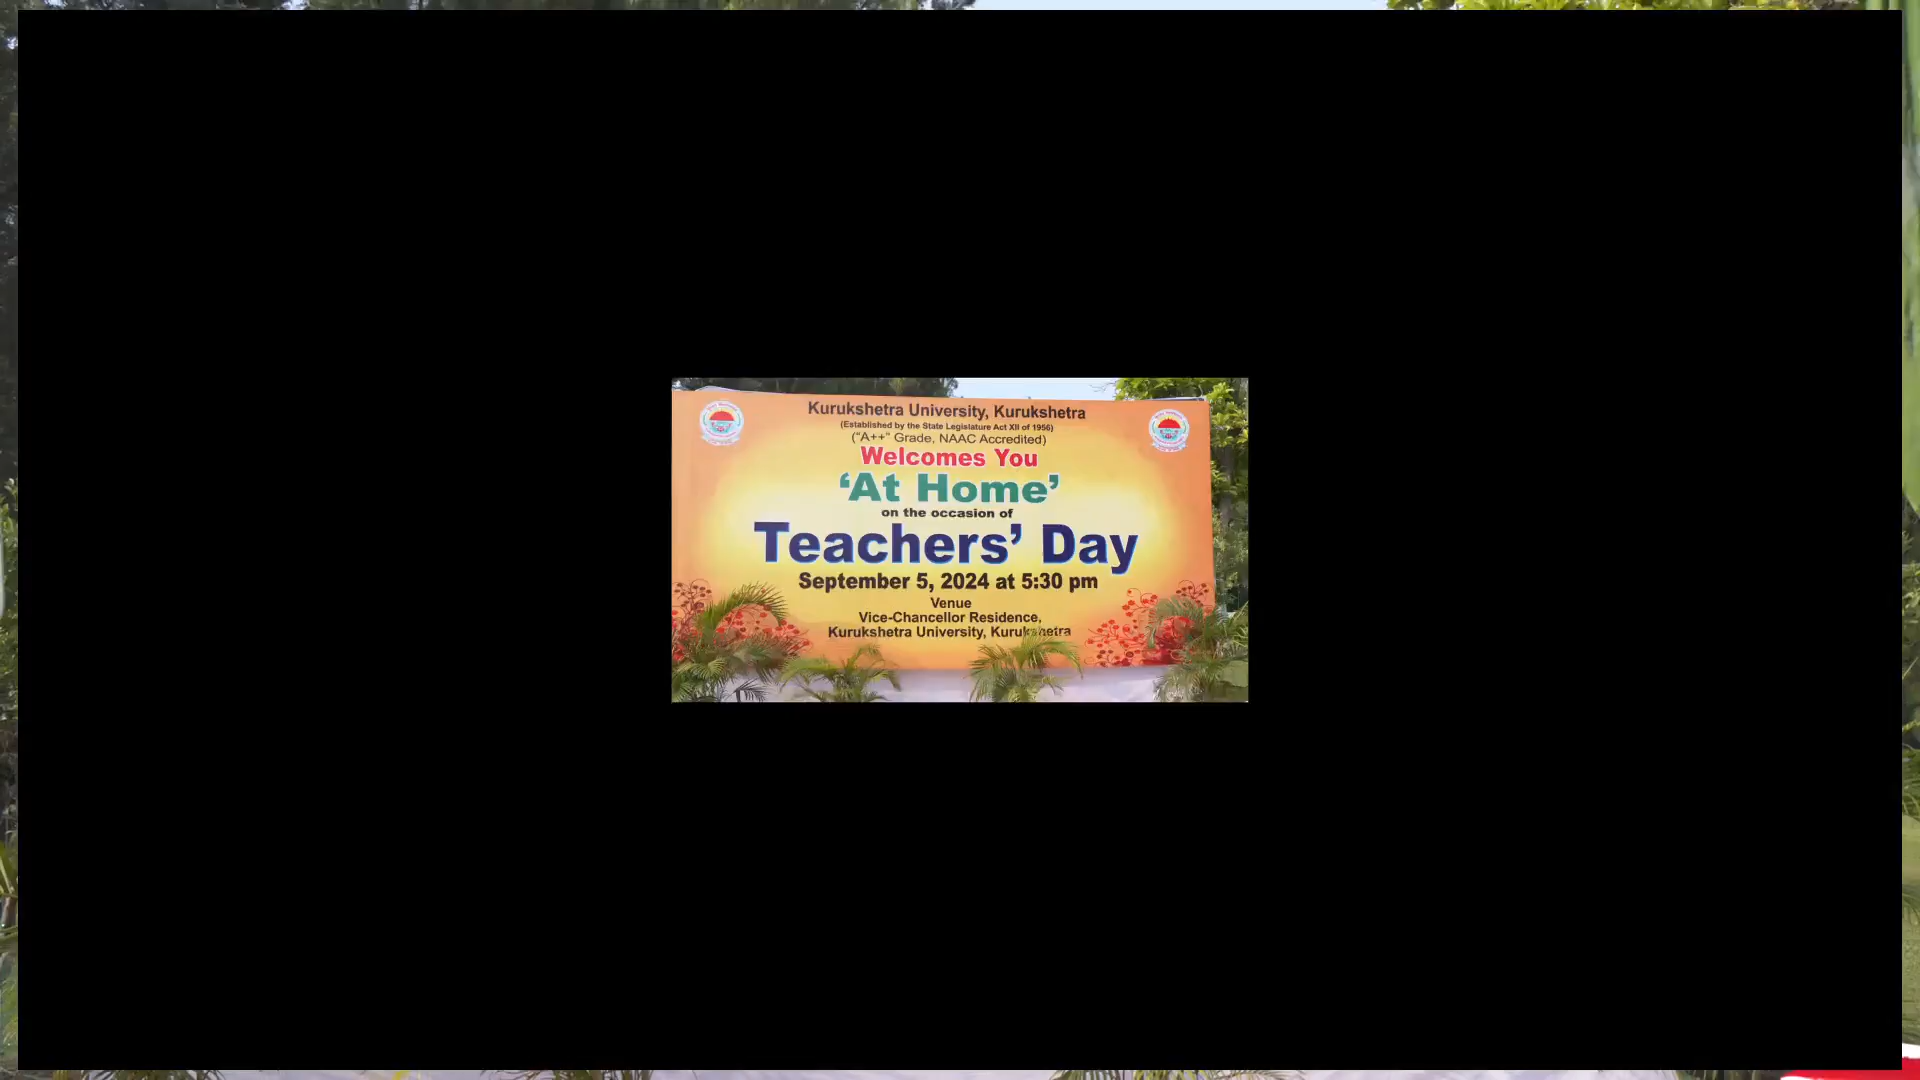 Kurukshetra University, Kurukshetra
(Established by the State Legislature Act XII of 1956)
("A++" Grade, NAAC Accredited)
Welcomes You
‘At Home’
on the occasion of
Teachers’ Day
September 5, 2024 at 5:30 pm
Venue
Vice-Chancellor Residence,
Kurukshetra University, Kurukshetra